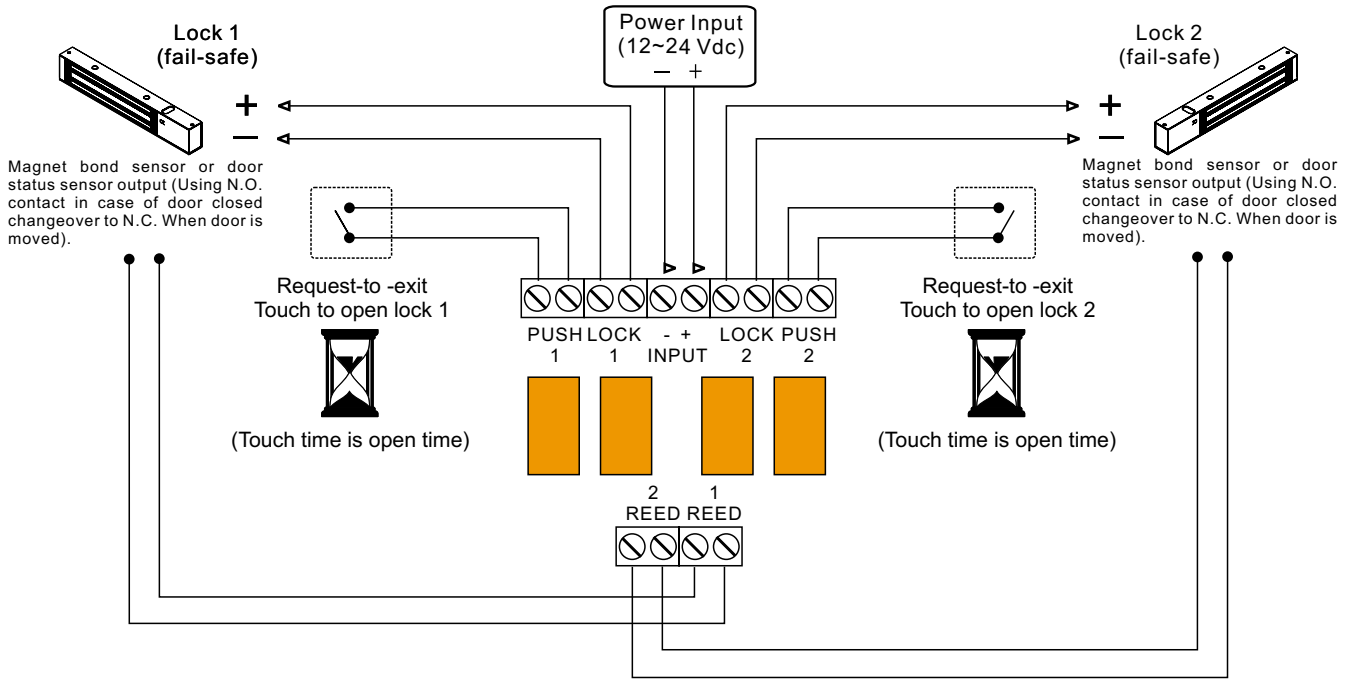 Power Input
(12~24 Vdc)
— +
Lock 1
(fail-safe)
+
—
Magnet bond sensor or door
status sensor output (Using N.O.
contact in case of door closed
changeover to N.C. When door is
moved).
Request-to -exit
Touch to open lock 1
(Touch time is open time)
Lock 2
(fail-safe)
+
—
Magnet bond sensor or door
status sensor output (Using N.O.
contact in case of door closed
changeover to N.C. When door is
moved).
Request-to -exit
Touch to open lock 2
(Touch time is open time)
PUSH LOCK - + LOCK PUSH
1 1 INPUT 2 2
2 1
REED REED